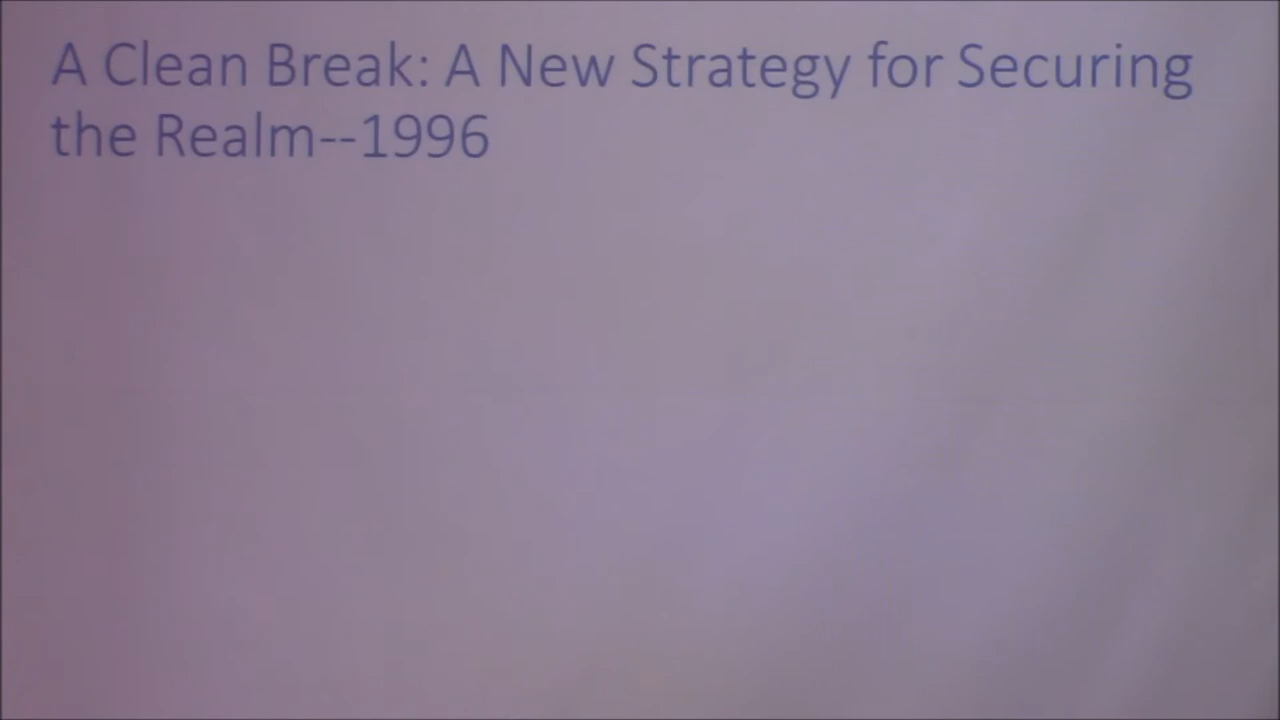 A Clean Break: A New Strategy for Securing
the Realm--1996